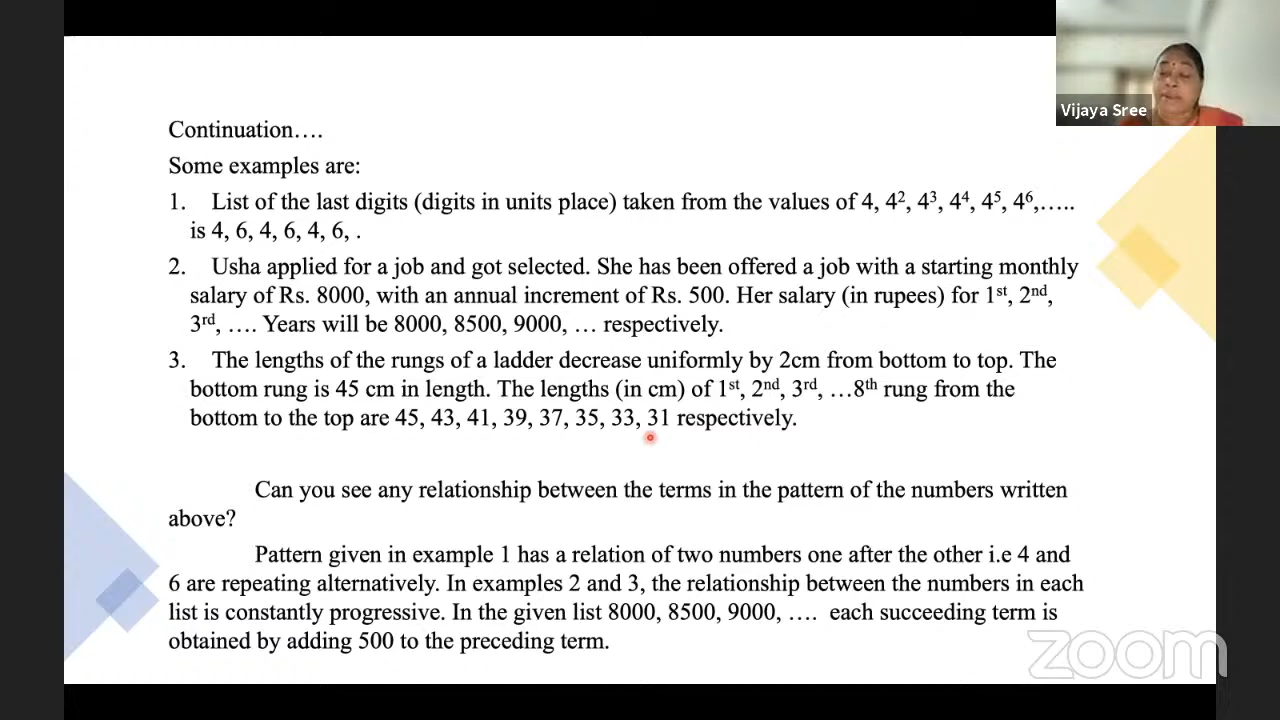 Vijaya Sree
Continuation….
Some examples are:
1. List of the last digits (digits in units place) taken from the values of 4, 4², 4³, 4⁴, 4⁵, 4⁶,…..
is 4, 6, 4, 6, 4, 6, .
2. Usha applied for a job and got selected. She has been offered a job with a starting monthly
salary of Rs. 8000, with an annual increment of Rs. 500. Her salary (in rupees) for 1st, 2nd,
3rd, …. Years will be 8000, 8500, 9000, … respectively.
3. The lengths of the rungs of a ladder decrease uniformly by 2cm from bottom to top. The
bottom rung is 45 cm in length. The lengths (in cm) of 1st, 2nd, 3rd, …8th rung from the
bottom to the top are 45, 43, 41, 39, 37, 35, 33, 31 respectively.
Can you see any relationship between the terms in the pattern of the numbers written
above?
Pattern given in example 1 has a relation of two numbers one after the other i.e 4 and
6 are repeating alternatively. In examples 2 and 3, the relationship between the numbers in each
list is constantly progressive. In the given list 8000, 8500, 9000, …. each succeeding term is
obtained by adding 500 to the preceding term.
zoom